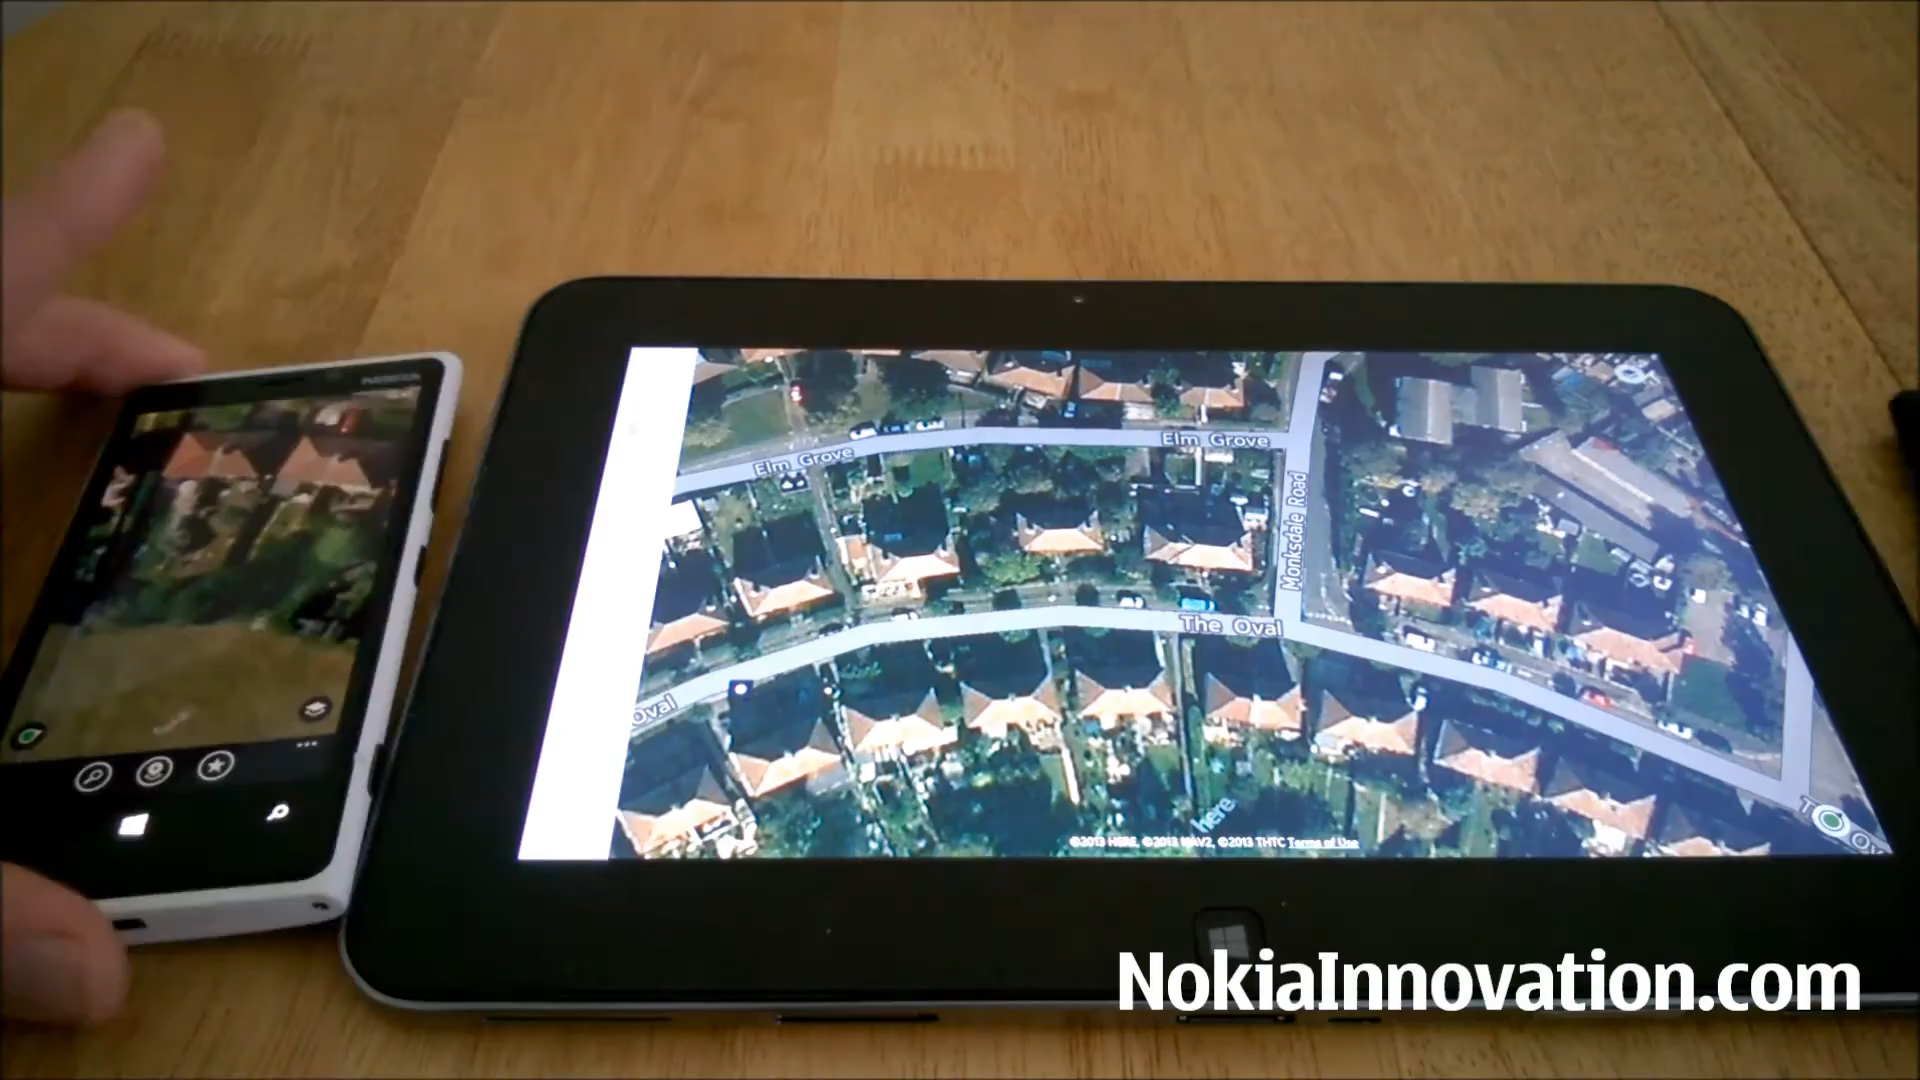 NOKIA
Elm Grove
Elm Grove
Monksdale Road
The Oval
Oval
here
©2013 HERE, ©2013 NAV2, ©2013 THTC Terms of Use
NokiaInnovation.com